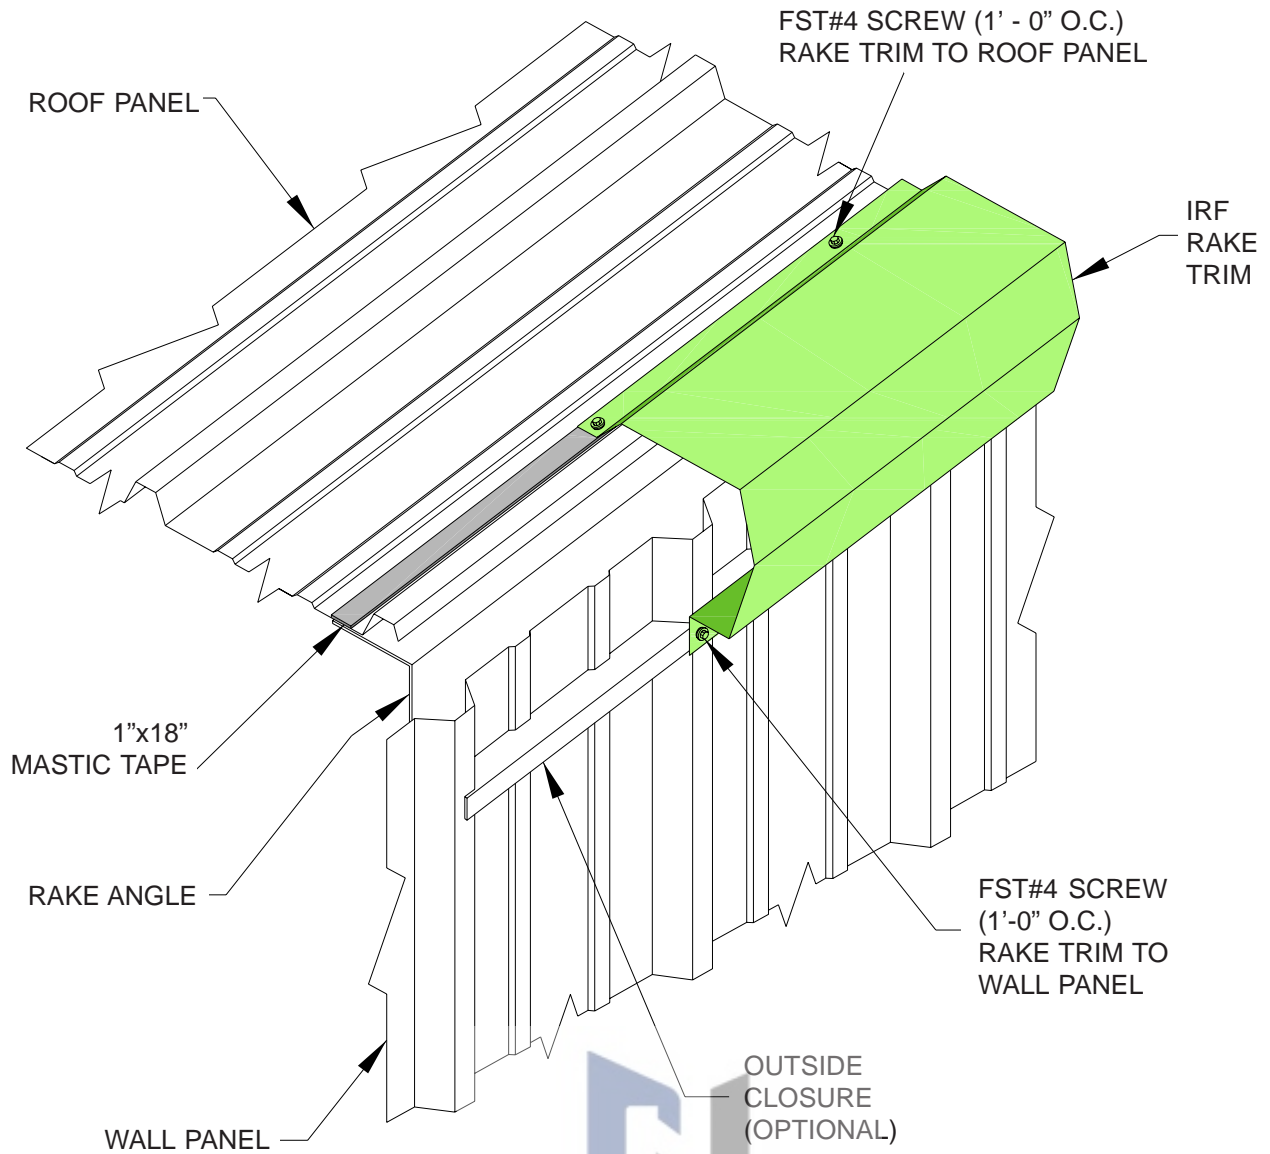 FST#4 SCREW (1’ - 0” O.C.)
RAKE TRIM TO ROOF PANEL
ROOF PANEL
IRF
RAKE
TRIM
1”x18”
MASTIC TAPE
RAKE ANGLE
FST#4 SCREW
(1’-0” O.C.)
RAKE TRIM TO
WALL PANEL
OUTSIDE
CLOSURE
(OPTIONAL)
WALL PANEL